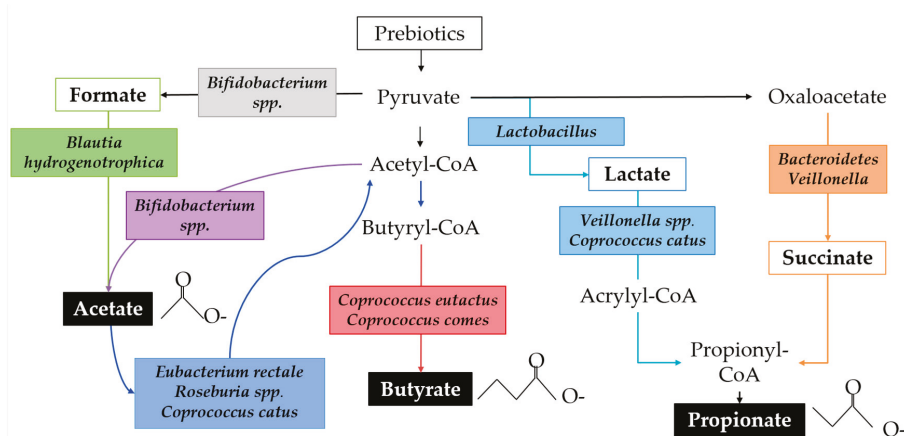 Prebiotics
Formate
Bifidobacterium
spp.
Pyruvate
Oxaloacetate
Blautia
hydrogenotrophica
Lactobacillus
Acetyl-CoA
Bacteroidetes
Veillonella
Lactate
Bifidobacterium
spp.
Butyryl-CoA
Veillonella spp.
Coprococcus catus
Succinate
Acetate
O
O-
Coprococcus eutactus
Coprococcus comes
Acrylyl-CoA
Eubacterium rectale
Roseburia spp.
Coprococcus catus
Butyrate
O
O-
Propionyl-
CoA
Propionate
O
O-